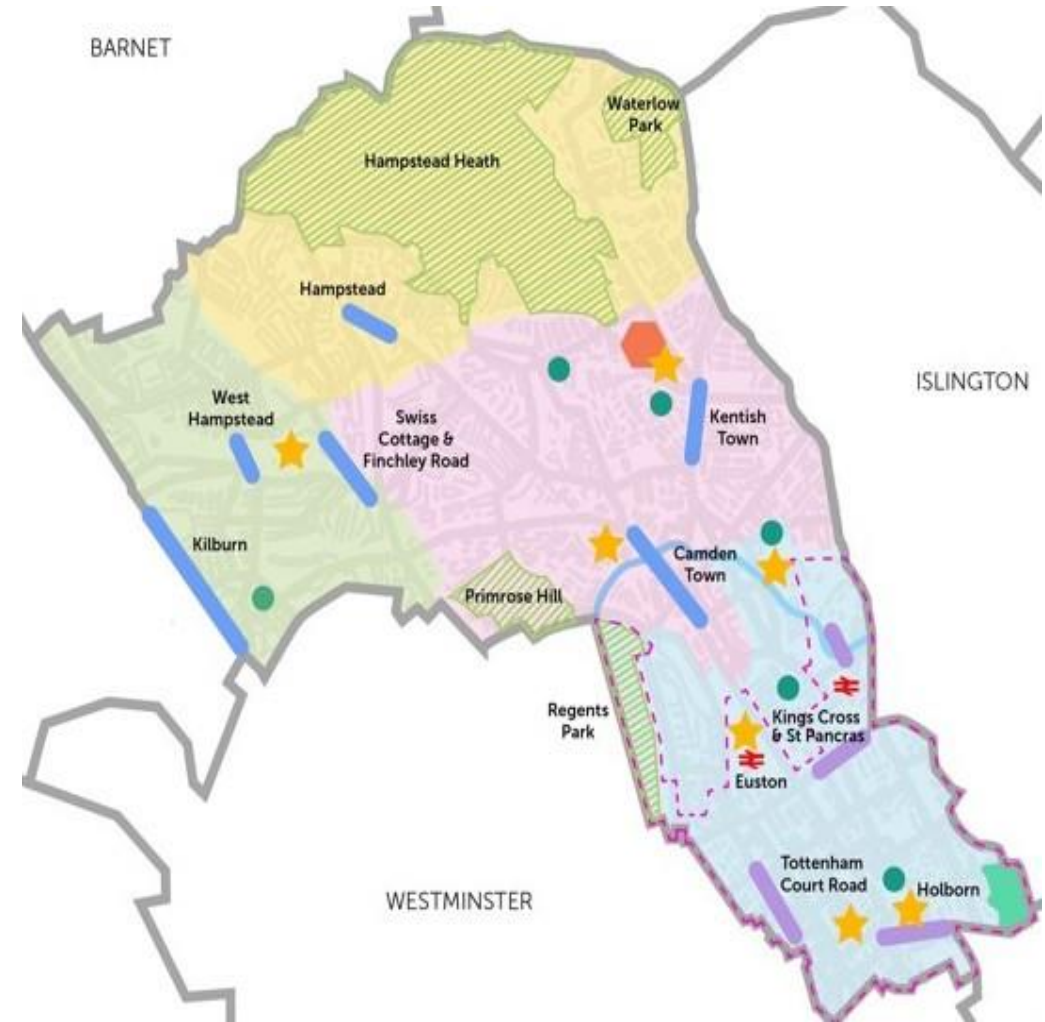 BARNET
Waterlow
Park
Hampstead Heath
Hampstead
ISLINGTON
West
Hampstead
Swiss
Cottage &
Finchley Road
Kentish
Town
Kilburn
Camden
Town
Primrose Hill
Regents
Park
Kings Cross
& St Pancras
Euston
Tottenham
Court Road
Holborn
WESTMINSTER